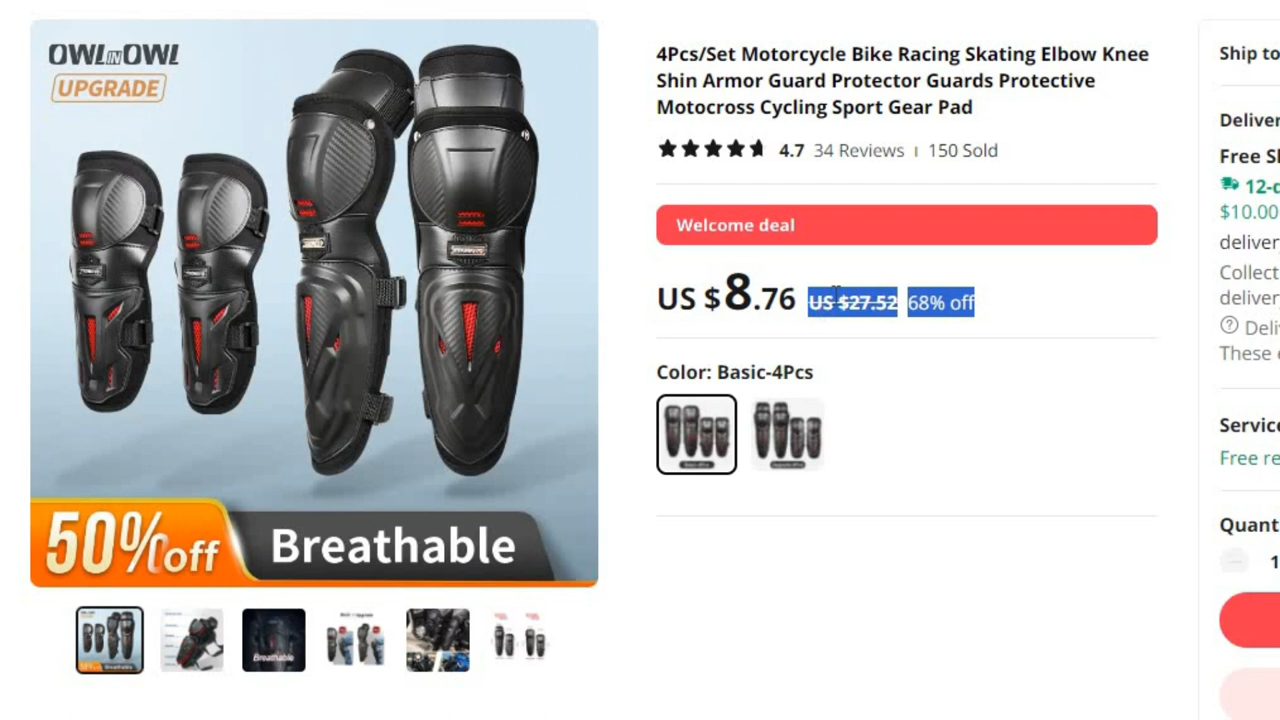 OWL IN OWL
UPGRADE
50% off
Breathable
Breathable
4Pcs/Set Motorcycle Bike Racing Skating Elbow Knee
Shin Armor Guard Protector Guards Protective
Motocross Cycling Sport Gear Pad
4.7 34 Reviews 150 Sold
Welcome deal
US $8.76 US $27.52 68% off
Color: Basic-4Pcs
Ship to
Deliver
Free S
12-
$10.00
deliver
Collect
deliver
Deli
These
Servic
Free re
Quant
1